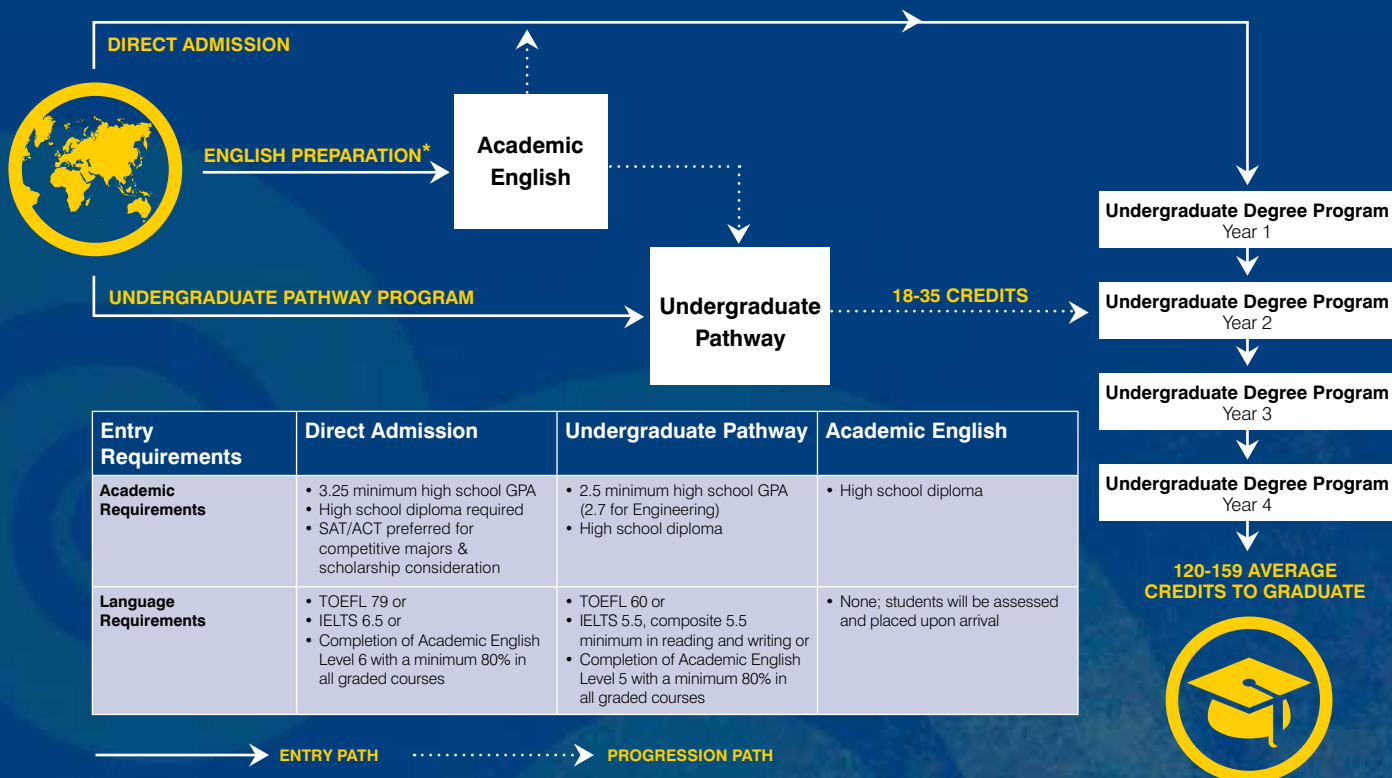 DIRECT ADMISSION
ENGLISH PREPARATION*
Academic
English
UNDERGRADUATE PATHWAY PROGRAM
Undergraduate
Pathway
18-35 CREDITS
Undergraduate Degree Program
Year 1
Undergraduate Degree Program
Year 2
Undergraduate Degree Program
Year 3
Undergraduate Degree Program
Year 4
120-159 AVERAGE
CREDITS TO GRADUATE
Entry
Requirements
Direct Admission
Undergraduate Pathway
Academic English
Academic
Requirements
• 3.25 minimum high school GPA
• High school diploma required
• SAT/ACT preferred for
competitive majors &
scholarship consideration
• 2.5 minimum high school GPA
(2.7 for Engineering)
• High school diploma
• High school diploma
Language
Requirements
• TOEFL 79 or
• IELTS 6.5 or
• Completion of Academic English
Level 6 with a minimum 80% in
all graded courses
• TOEFL 60 or
• IELTS 5.5, composite 5.5
minimum in reading and writing or
• Completion of Academic English
Level 5 with a minimum 80% in
all graded courses
• None; students will be assessed
and placed upon arrival
ENTRY PATH
PROGRESSION PATH